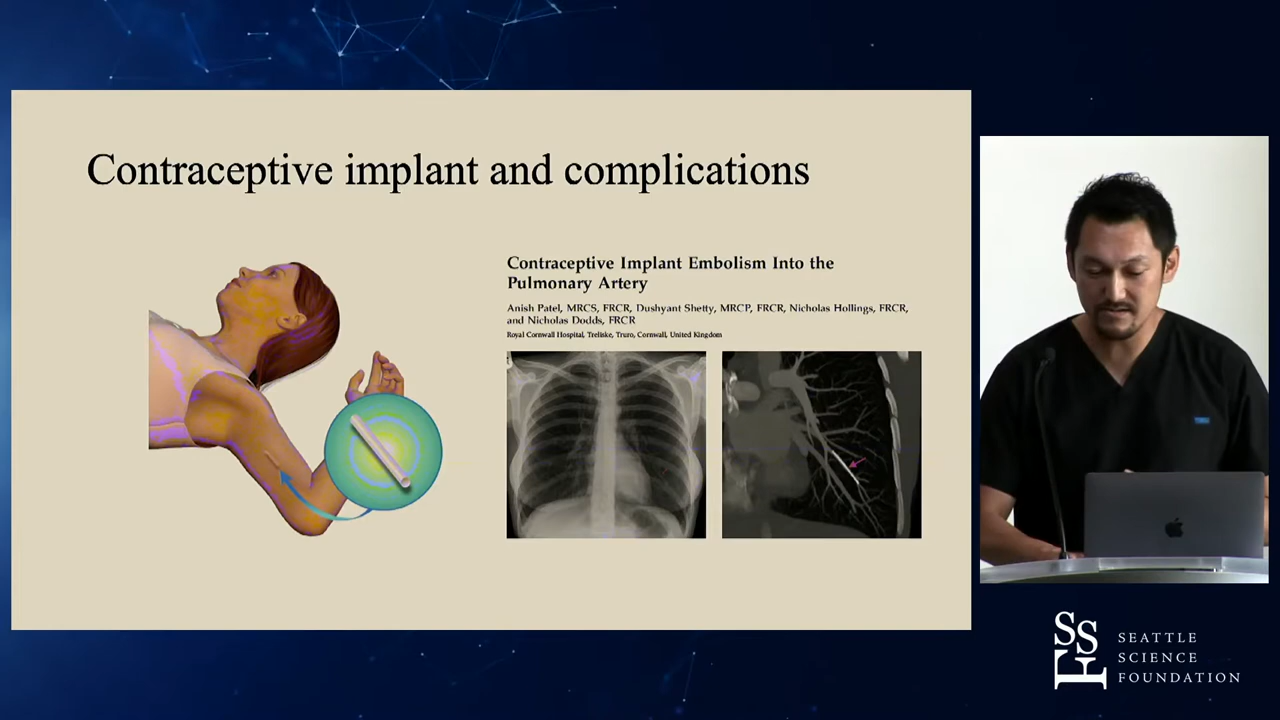 Contraceptive implant and complications
Contraceptive Implant Embolism Into the
Pulmonary Artery
Anish Patel, MRCS, FRCR, Dushyant Shetty, MRCP, FRCR, Nicholas Hollings, FRCR,
and Nicholas Dodds, FRCR
Royal Cornwall Hospital, Treliske, Truro, Cornwall, United Kingdom
SSF
SEATTLE
SCIENCE
FOUNDATION